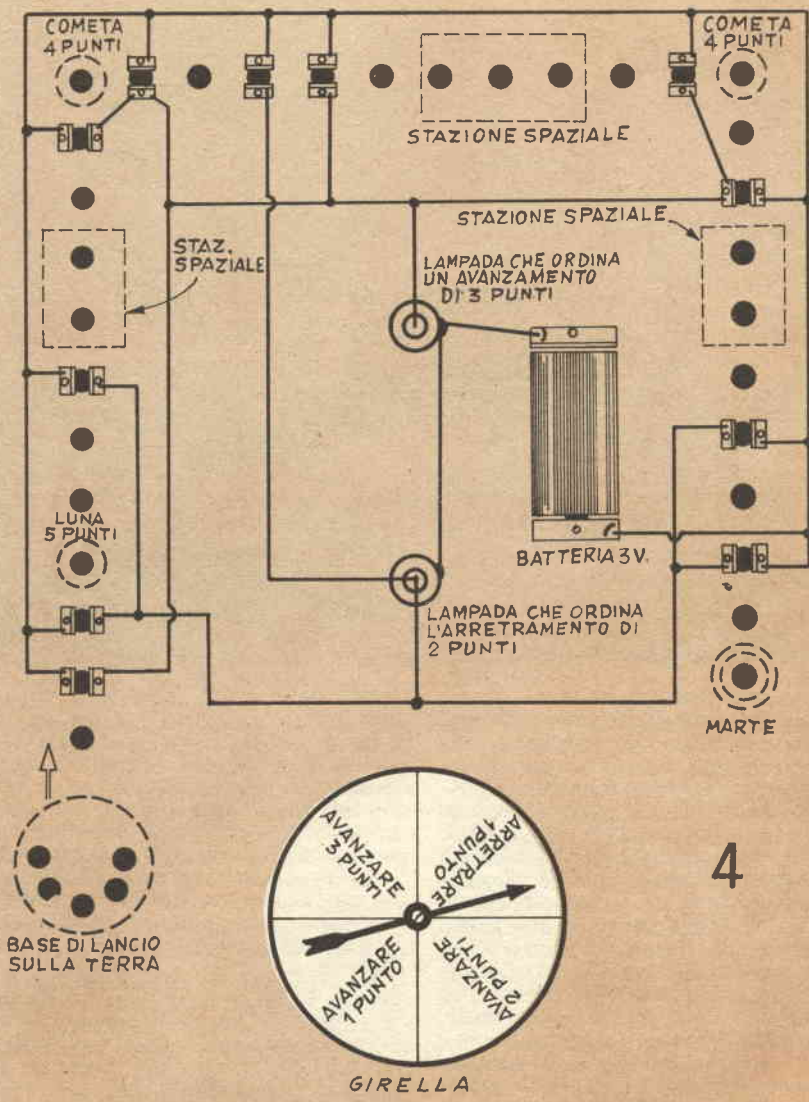 COMETA
4 PUNTI
COMETA
4 PUNTI
STAZIONE SPAZIALE
STAZ.
SPAZIALE
STAZIONE SPAZIALE
LAMPADA CHE ORDINA
UN AVANZAMENTO
DI 3 PUNTI
LUNA
5 PUNTI
BATTERIA 3V.
LAMPADA CHE ORDINA
L'ARRETRAMENTO DI
2 PUNTI
MARTE
BASE DI LANCIO
SULLA TERRA
AVANZARE
3 PUNTI
ARRETRARE
1 PUNTO
AVANZARE
1 PUNTO
AVANZARE
2 PUNTI
4
GIRELLA